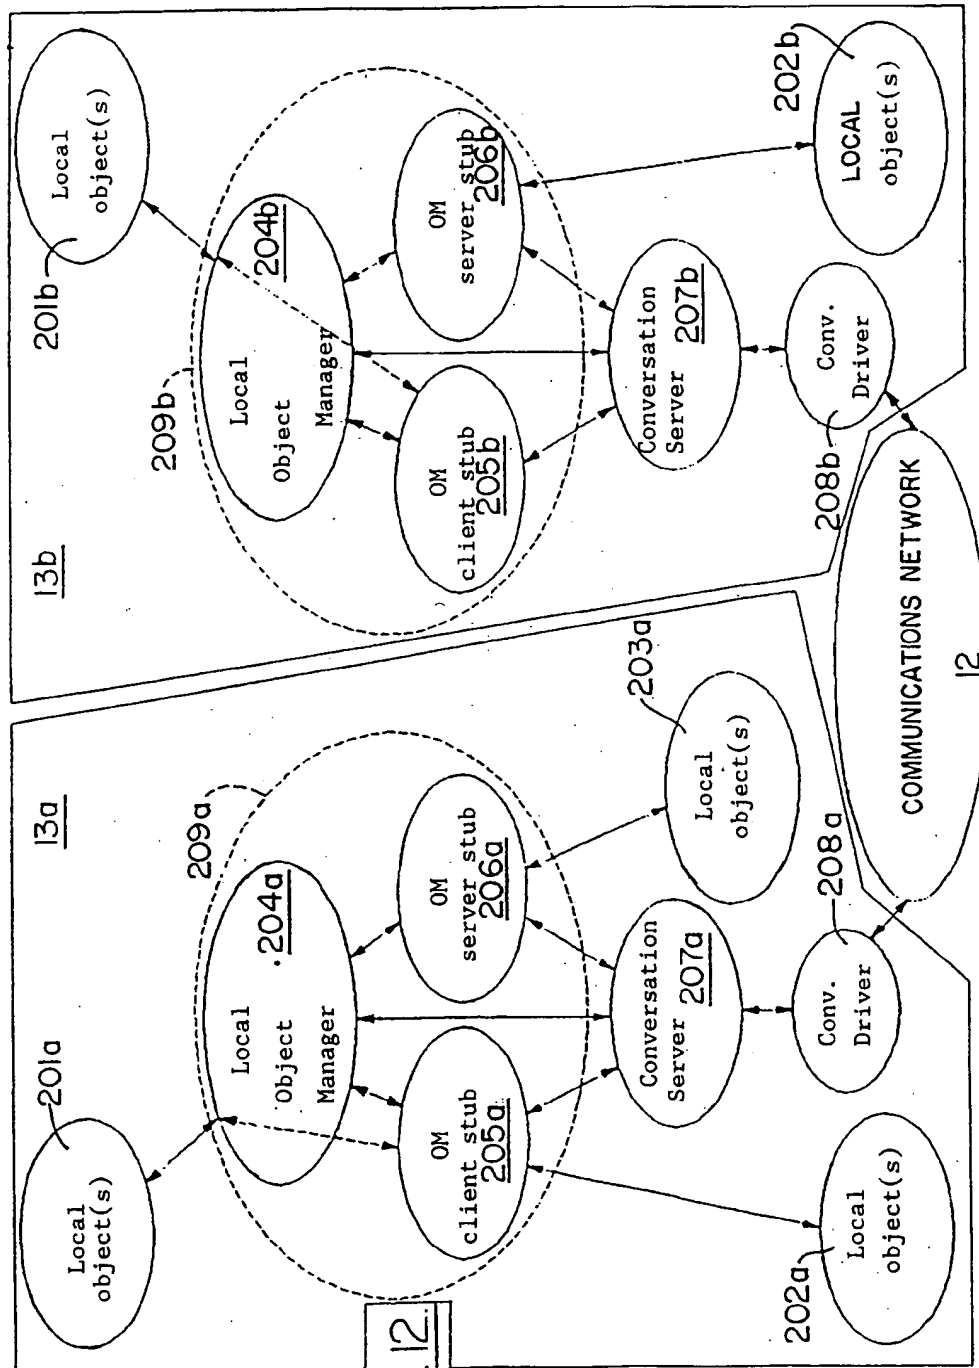 13a
201a
Local
object(s)
209a
Local
Object
Manager
204a
OM
client stub
205a
OM
server stub
206a
Conversation
Server 207a
203a
Local
object(s)
202a
Local
object(s)
Conv.
Driver
208a
12.
13b
201b
Local
object(s)
209b
Local
Object
Manager
204b
OM
client stub
205b
OM
server stub
206b
Conversation
Server
207b
202b
LOCAL
object(s)
Conv.
Driver
208b
COMMUNICATIONS NETWORK
12